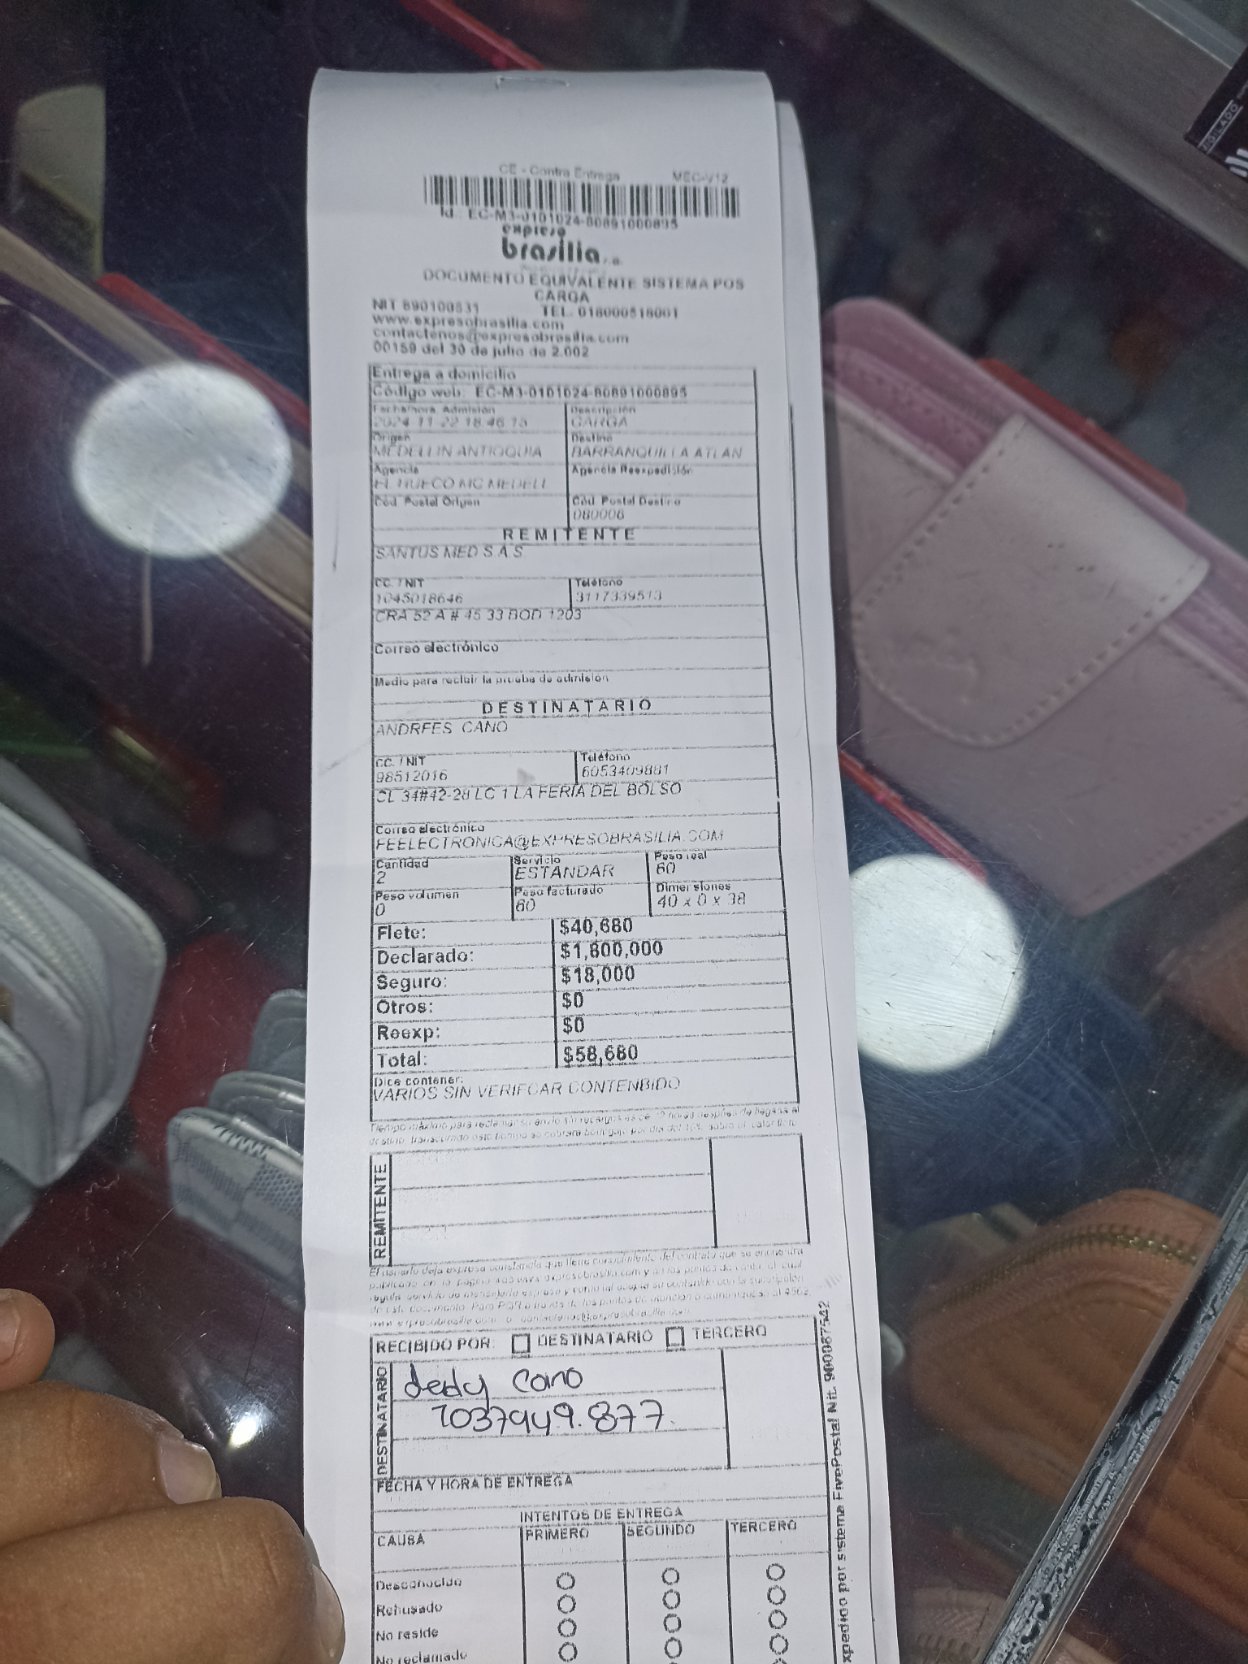 CE - Contra Entrega MEC-V12
Id. EC-M3-0101024-80891000895
expreso
brasilia s.a.
DOCUMENTO EQUIVALENTE SISTEMA POS
CARGA
NIT 890100531 TEL. 018000518001
www.expresobrasilia.com
contactenos@expresobrasilia.com
00159 del 30 de julio de 2.002
Entrega a domicilio
Código web: EC-M3-0101024-80891000895
Fecha/hora Admisión Descripción
2024-11-22 18:46:15 CARGA
Origen Destino
MEDELLIN ANTIOQUIA BARRANQUILLA ATLAN
Agencia Agencia Reexpedición
EL HUECO MC MEDELL
Cód. Postal Origen Cód. Postal Destino
080006
REMITENTE
SANTUS MED S A S
CC. / NIT Teléfono
1045018646 3117339513
CRA 52 A # 45 33 BOD 1203
Correo electrónico
Medio para recibir la prueba de admisión
DESTINATARIO
ANDREES CANO
CC. / NIT Teléfono
98512016 6053409881
CL 34#42-28 LC 1 LA FERIA DEL BOLSO
Correo electrónico
FEELECTRONICA@EXPRESOBRASILIA.COM
Cantidad Servicio Peso real
2 ESTANDAR 60
Peso volumen Peso facturado Dimensiones
0 60 40 x 0 x 38
Flete: $40,680
Declarado: $1,800,000
Seguro: $18,000
Otros: $0
Reexp: $0
Total: $58,680
Dice contener:
VARIOS SIN VERIFCAR CONTENBIDO
REMITENTE
RECIBIDO POR: DESTINATARIO TERCERO
DESTINATARIO
dedy cano
1037949.877.
FECHA Y HORA DE ENTREGA
INTENTOS DE ENTREGA
CAUSA PRIMERO SEGUNDO TERCERO
Desconocido
Rehusado
No reside
No reclamado
xpedido por sistema FivePostal Nit. 900087542